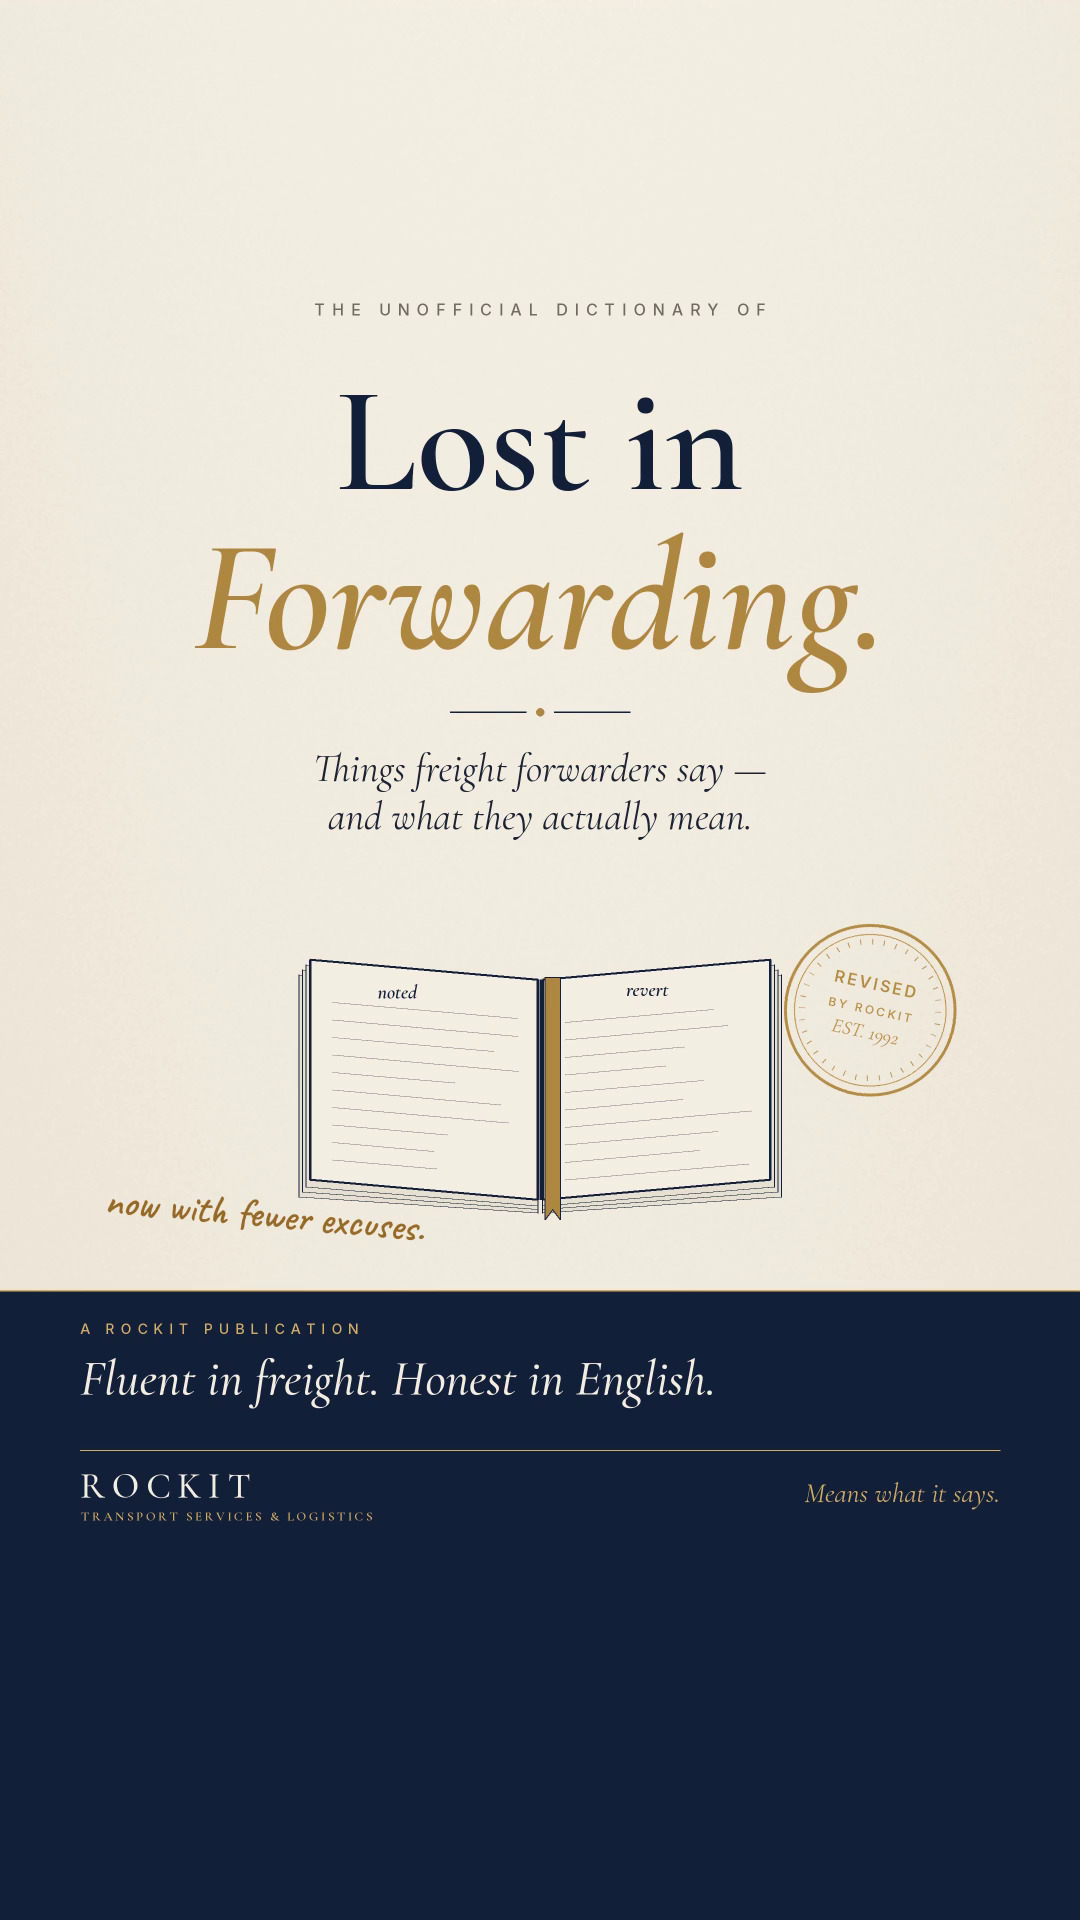 THE UNOFFICIAL DICTIONARY OF
Lost in
Forwarding.
Things freight forwarders say —
and what they actually mean.
noted
revert
REVISED
BY ROCKIT
EST. 1992
now with fewer excuses.
A ROCKIT PUBLICATION
Fluent in freight. Honest in English.
ROCKIT
TRANSPORT SERVICES & LOGISTICS
Means what it says.